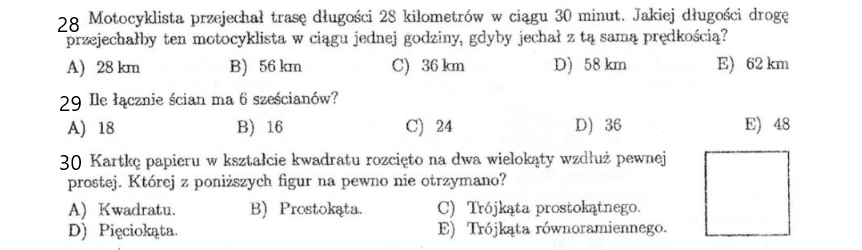 28 Motocyklista przejechał trasę długości 28 kilometrów w ciągu 30 minut. Jakiej długości drogę
przejechałby ten motocyklista w ciągu jednej godziny, gdyby jechał z tą samą prędkością?
A) 28 km B) 56 km C) 36 km D) 58 km E) 62 km
29 Ile łącznie ścian ma 6 sześcianów?
A) 18 B) 16 C) 24 D) 36 E) 48
30 Kartkę papieru w kształcie kwadratu rozcięto na dwa wielokąty wzdłuż pewnej
prostej. Której z poniższych figur na pewno nie otrzymano?
A) Kwadratu. B) Prostokąta. C) Trójkąta prostokątnego.
D) Pięciokąta. E) Trójkąta równoramiennego.